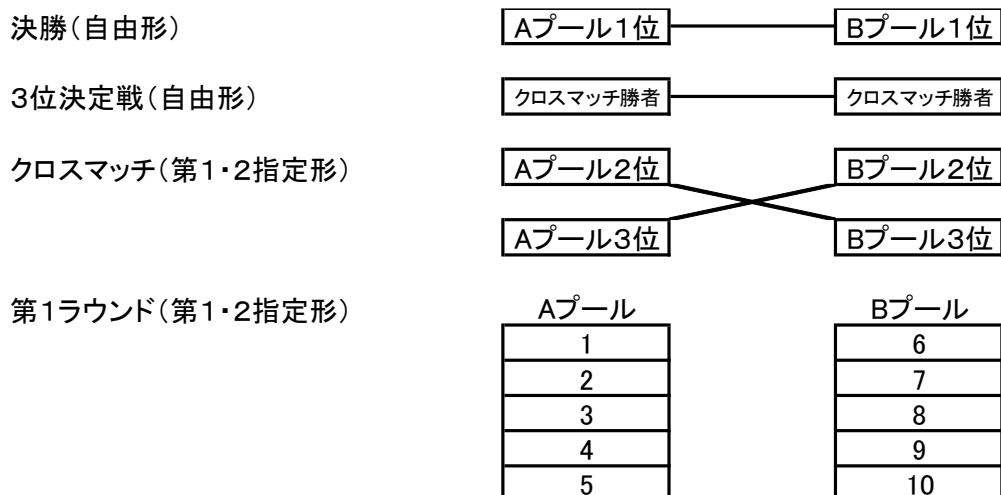 決勝（自由形） Aプール１位 Bプール１位
３位決定戦（自由形） クロスマッチ勝者 クロスマッチ勝者
クロスマッチ（第１・２指定形） Aプール２位 Bプール２位
Aプール３位 Bプール３位
第１ラウンド（第１・２指定形） Aプール Bプール
1 6
2 7
3 8
4 9
5 10